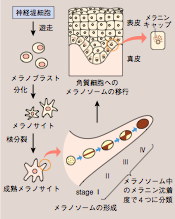 神経堤細胞
遊走
メラノブラスト
分化
メラノサイト
核分裂
成熟メラノサイト
角質細胞への
メラノソームの移行
表皮
真皮
メラニン
キャップ
stage I
II
III
IV
メラノソームの形成
メラノソーム中
のメラニン沈着
度で4つに分類